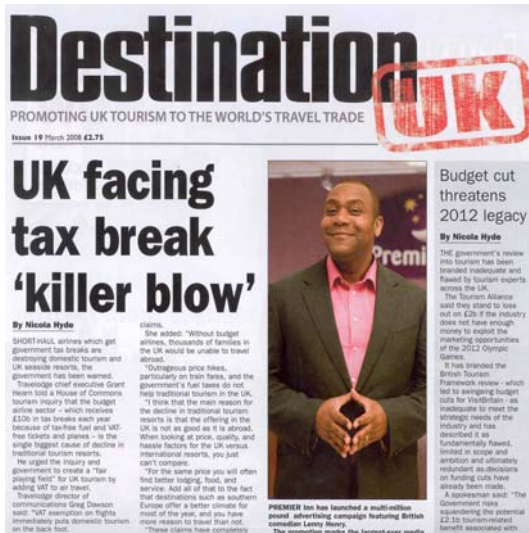 Destination
UK
PROMOTING UK TOURISM TO THE WORLD'S TRAVEL TRADE
Issue 19 March 2008 £2.75
UK facing
tax break
'killer blow'
By Nicola Hyde
SHORT-HAUL airlines which get
government tax breaks are
destroying domestic tourism and
UK seaside resorts, the
government has been warned.
Travelodge chief executive Grant
Hearn told a House of Commons
tourism inquiry that the budget
airline sector – which receives
£10b in tax breaks each year
because of tax-free fuel and VAT-
free tickets and planes – is the
single biggest cause of decline in
traditional tourism resorts.
He urged the inquiry and
government to create a "fair
playing field" for UK tourism by
adding VAT to air travel.
Travelodge director of
communications Greg Dawson
said: "VAT exemption on flights
immediately puts domestic tourism
on the back foot.
claims.
She added: "Without budget
airlines, thousands of families in
the UK would be unable to travel
abroad.
"Outrageous price hikes,
particularly on train fares, and the
government's fuel taxes do not
help traditional tourism in the UK.
"I think that the main reason for
the decline in traditional tourism
resorts is that the offering in the
UK is not as good as it is abroad.
When looking at price, quality, and
hassle factors for the UK versus
international resorts, you just
can't compare.
"For the same price you will often
find better lodging, food, and
service. Add all of that to the fact
that destinations such as southern
Europe offer a better climate for
most of the year, and you have
more reason to travel than not.
"These claims have completely
Premi
PREMIER Inn has launched a multi-million
pound advertising campaign featuring British
comedian Lenny Henry.
The promotion marks the largest-ever media
Budget cut
threatens
2012 legacy
By Nicola Hyde
THE government's review
into tourism has been
branded inadequate and
flawed by tourism experts
across the UK.
The Tourism Alliance
said they stand to lose
out on £2b if the industry
does not have enough
money to exploit the
marketing opportunities
of the 2012 Olympic
Games.
It has branded the
British Tourism
Framework review - which
led to swingeing budget
cuts for VisitBritain - as
inadequate to meet the
strategic needs of the
industry and has
described it as
fundamentally flawed,
limited in scope and
ambition and ultimately
redundant as decisions
on funding cuts have
already been made.
A spokesman said: "The
Government risks
squandering the potential
£2.1b tourism-related
benefit associated with